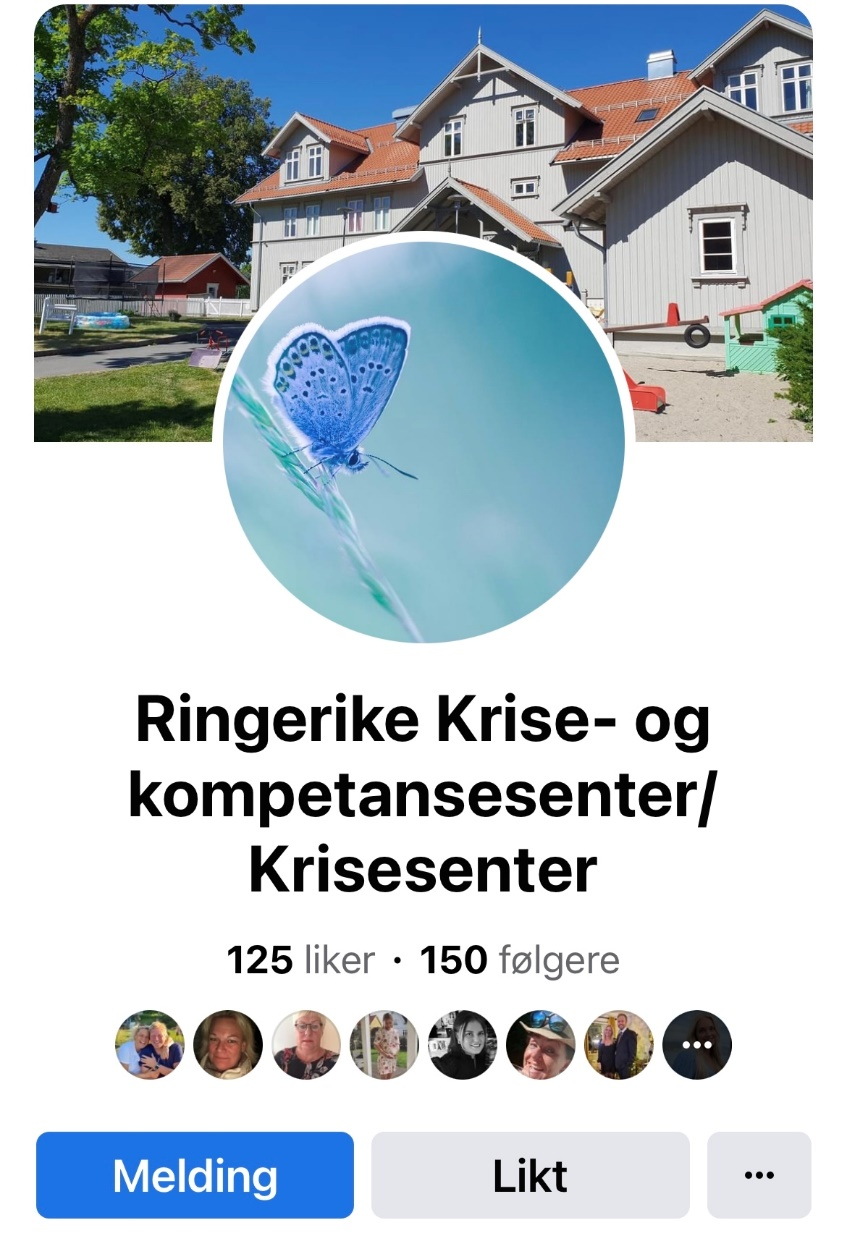 Ringerike Krise- og
kompetansesenter/
Krisesenter
125 liker · 150 følgere
Melding
Likt